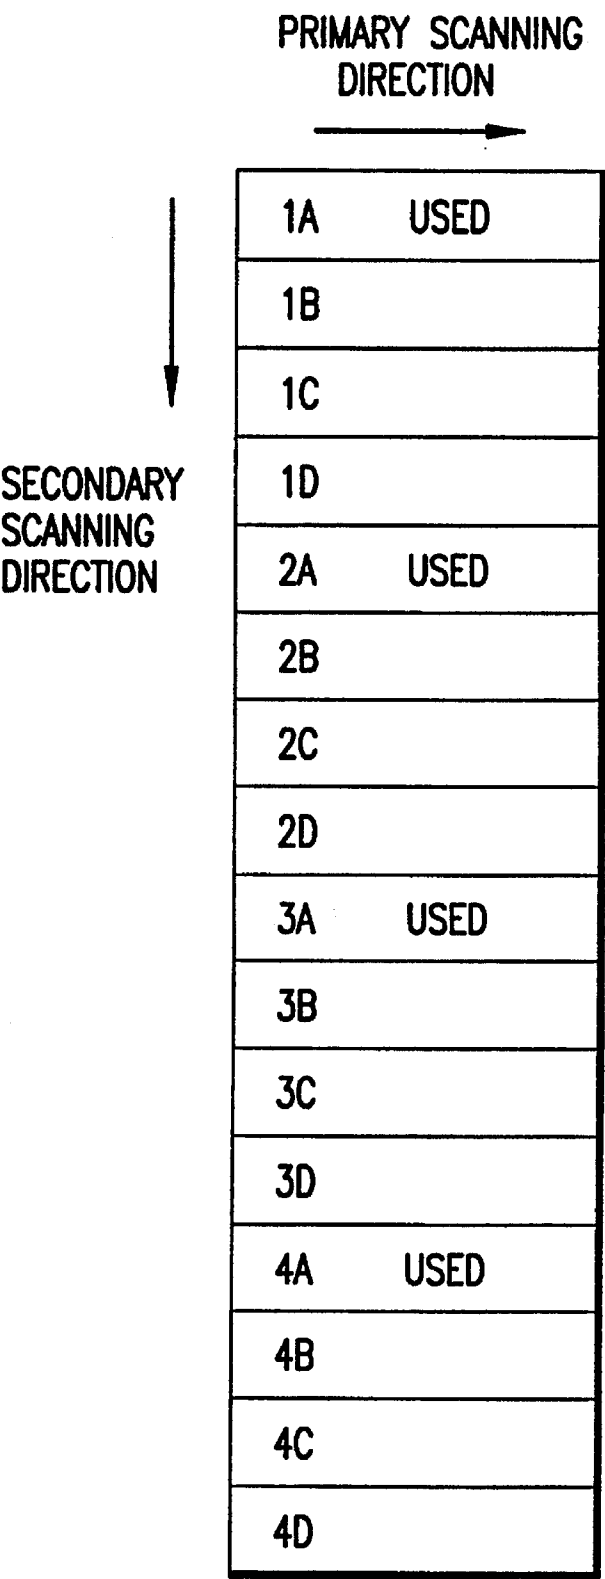 PRIMARY SCANNING
DIRECTION
1A USED
1B
1C
1D
SECONDARY
SCANNING
DIRECTION
2A USED
2B
2C
2D
3A USED
3B
3C
3D
4A USED
4B
4C
4D